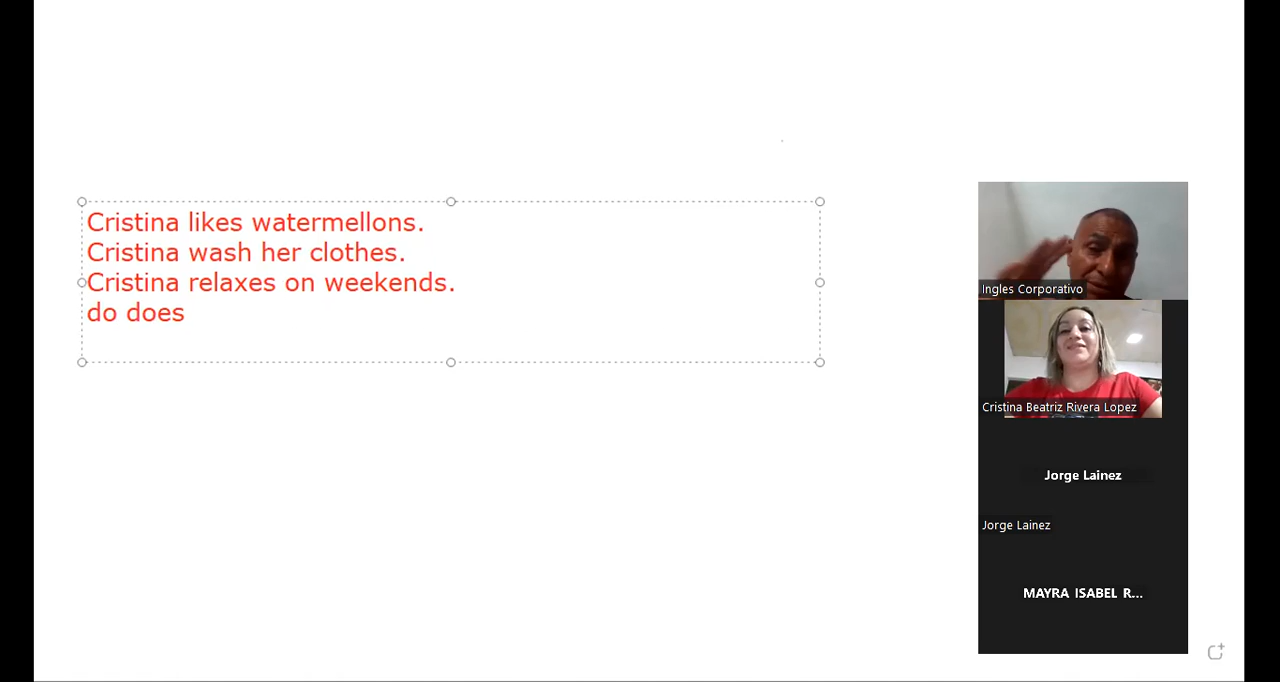 Cristina likes watermellons.
Cristina wash her clothes.
Cristina relaxes on weekends.
do does
Ingles Corporativo
Cristina Beatriz Rivera Lopez
Jorge Lainez
Jorge Lainez
MAYRA ISABEL R...